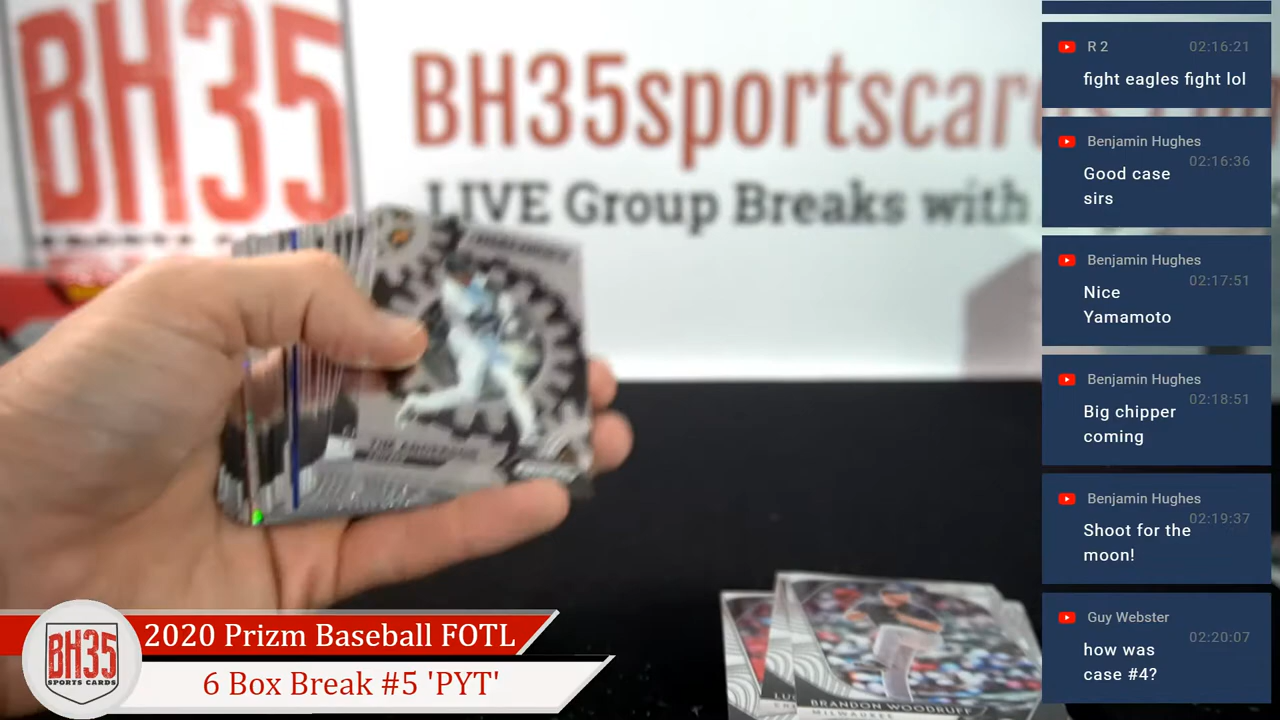 BH35
BH35sportscar
LIVE Group Breaks with
TIM ANDERSON
BRANDON WOODRUFF
MILWAUKEE
BH35
SPORTS CARDS
2020 Prizm Baseball FOTL
6 Box Break #5 'PYT'
R 2
02:16:21
fight eagles fight lol
Benjamin Hughes
02:16:36
Good case
sirs
Benjamin Hughes
02:17:51
Nice
Yamamoto
Benjamin Hughes
02:18:51
Big chipper
coming
Benjamin Hughes
02:19:37
Shoot for the
moon!
Guy Webster
02:20:07
how was
case #4?